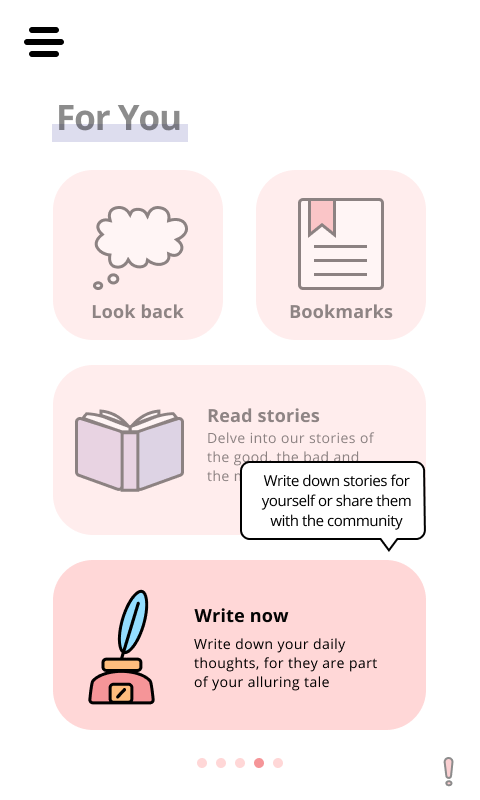 For You
Look back
Bookmarks
Read stories
Delve into our stories of
the good, the bad and
the
Write down stories for
yourself or share them
with the community
Write now
Write down your daily
thoughts, for they are part
of your alluring tale